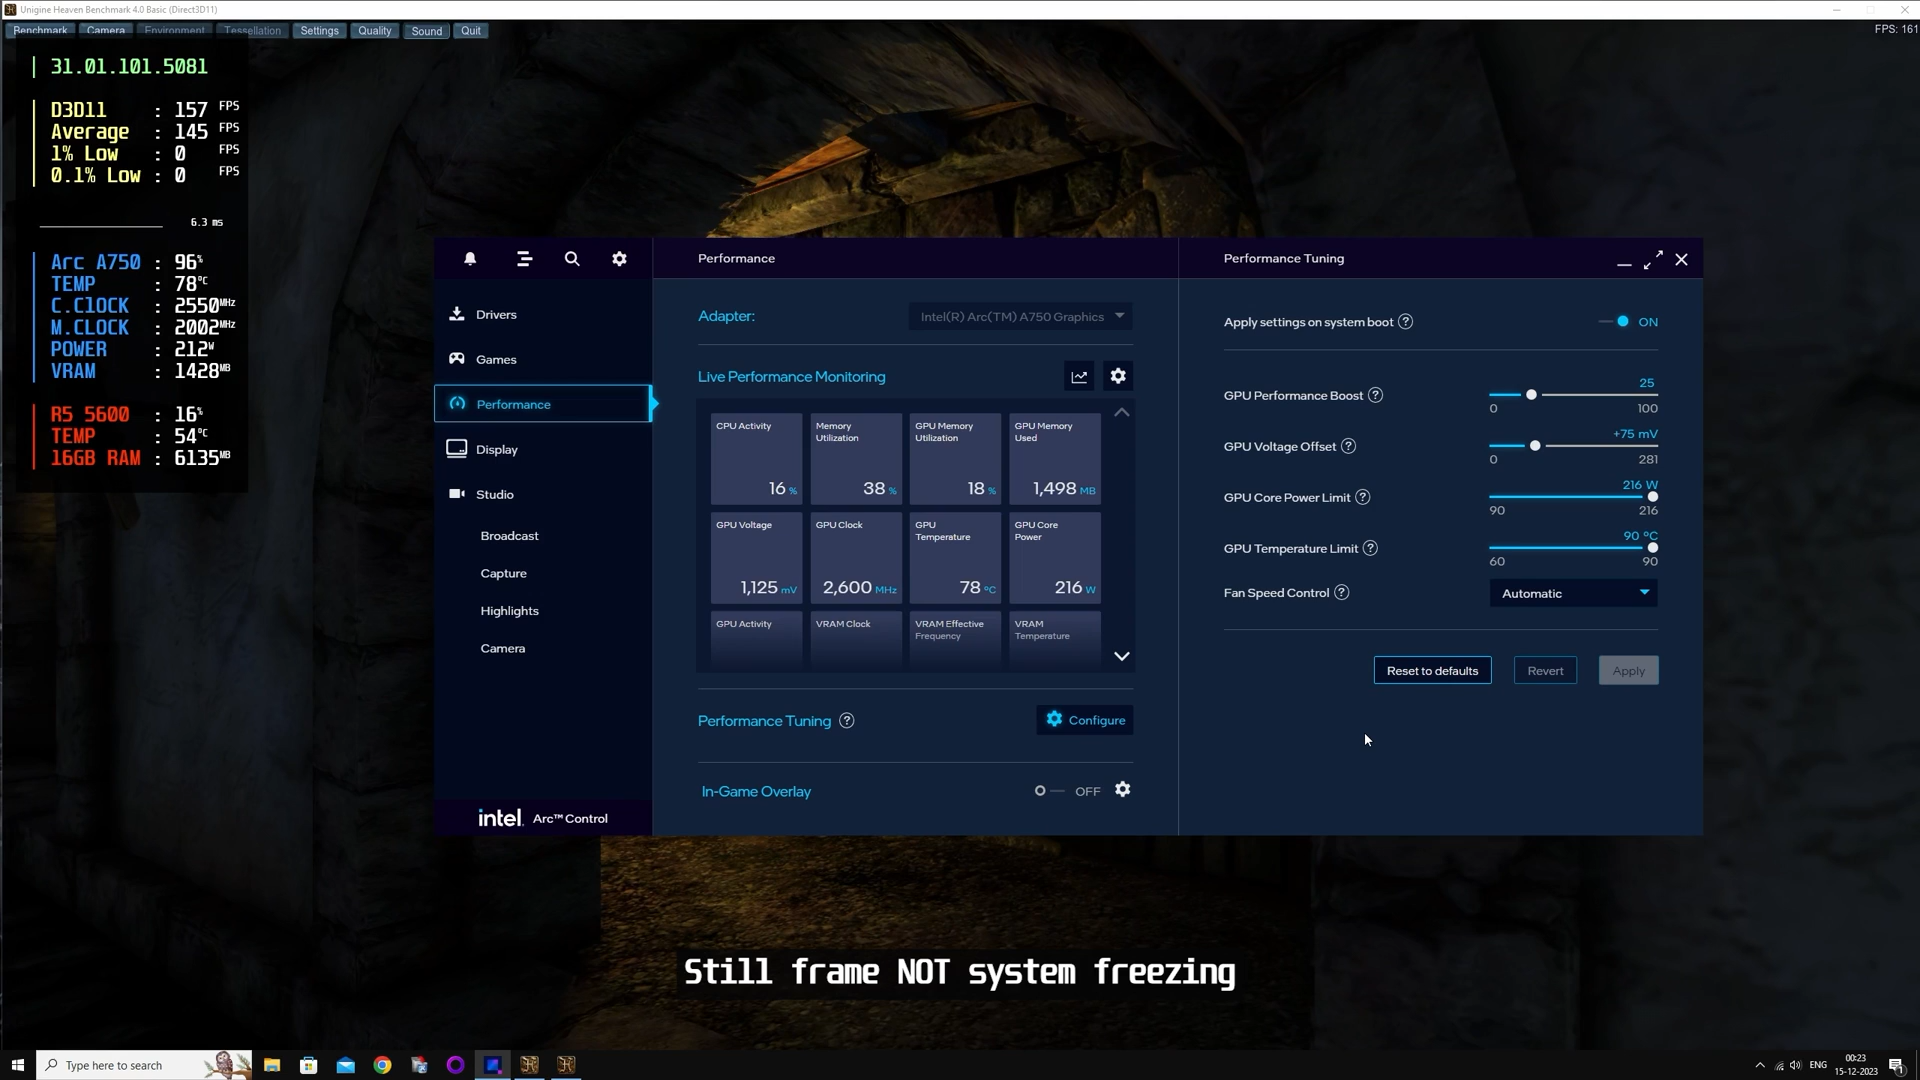 Unigine Heaven Benchmark 4.0 Basic (Direct3D11)
Benchmark Camera Environment Tessellation Settings Quality Sound Quit
FPS: 161
31.01.101.5081
D3D11 : 157 FPS
Average : 145 FPS
1% Low : 0 FPS
0.1% Low : 0 FPS
6.3 ms
Arc A750 : 96%
TEMP : 78°C
C.ClOCK : 2550MHz
M.CLOCK : 2002MHz
POWER : 212W
VRAM : 1428MB
R5 5600 : 16%
TEMP : 54°C
16GB RAM : 6135MB
Drivers
Games
Performance
Display
Studio
Broadcast
Capture
Highlights
Camera
intel. Arc™ Control
Performance
Adapter: Intel(R) Arc(TM) A750 Graphics
Live Performance Monitoring
CPU Activity
16 %
Memory
Utilization
38 %
GPU Memory
Utilization
18 %
GPU Memory
Used
1,498 MB
GPU Voltage
1,125 mV
GPU Clock
2,600 MHz
GPU
Temperature
78 °C
GPU Core
Power
216 W
GPU Activity
VRAM Clock
VRAM Effective
Frequency
VRAM
Temperature
Performance Tuning ? Configure
In-Game Overlay OFF
Performance Tuning
Apply settings on system boot ? ON
25
GPU Performance Boost ?
0 100
+75 mV
GPU Voltage Offset ?
0 281
216 W
GPU Core Power Limit ?
90 216
90 °C
GPU Temperature Limit ?
60 90
Fan Speed Control ? Automatic
Reset to defaults Revert Apply
Still frame NOT system freezing
Type here to search
ENG
00:23
15-12-2023
1